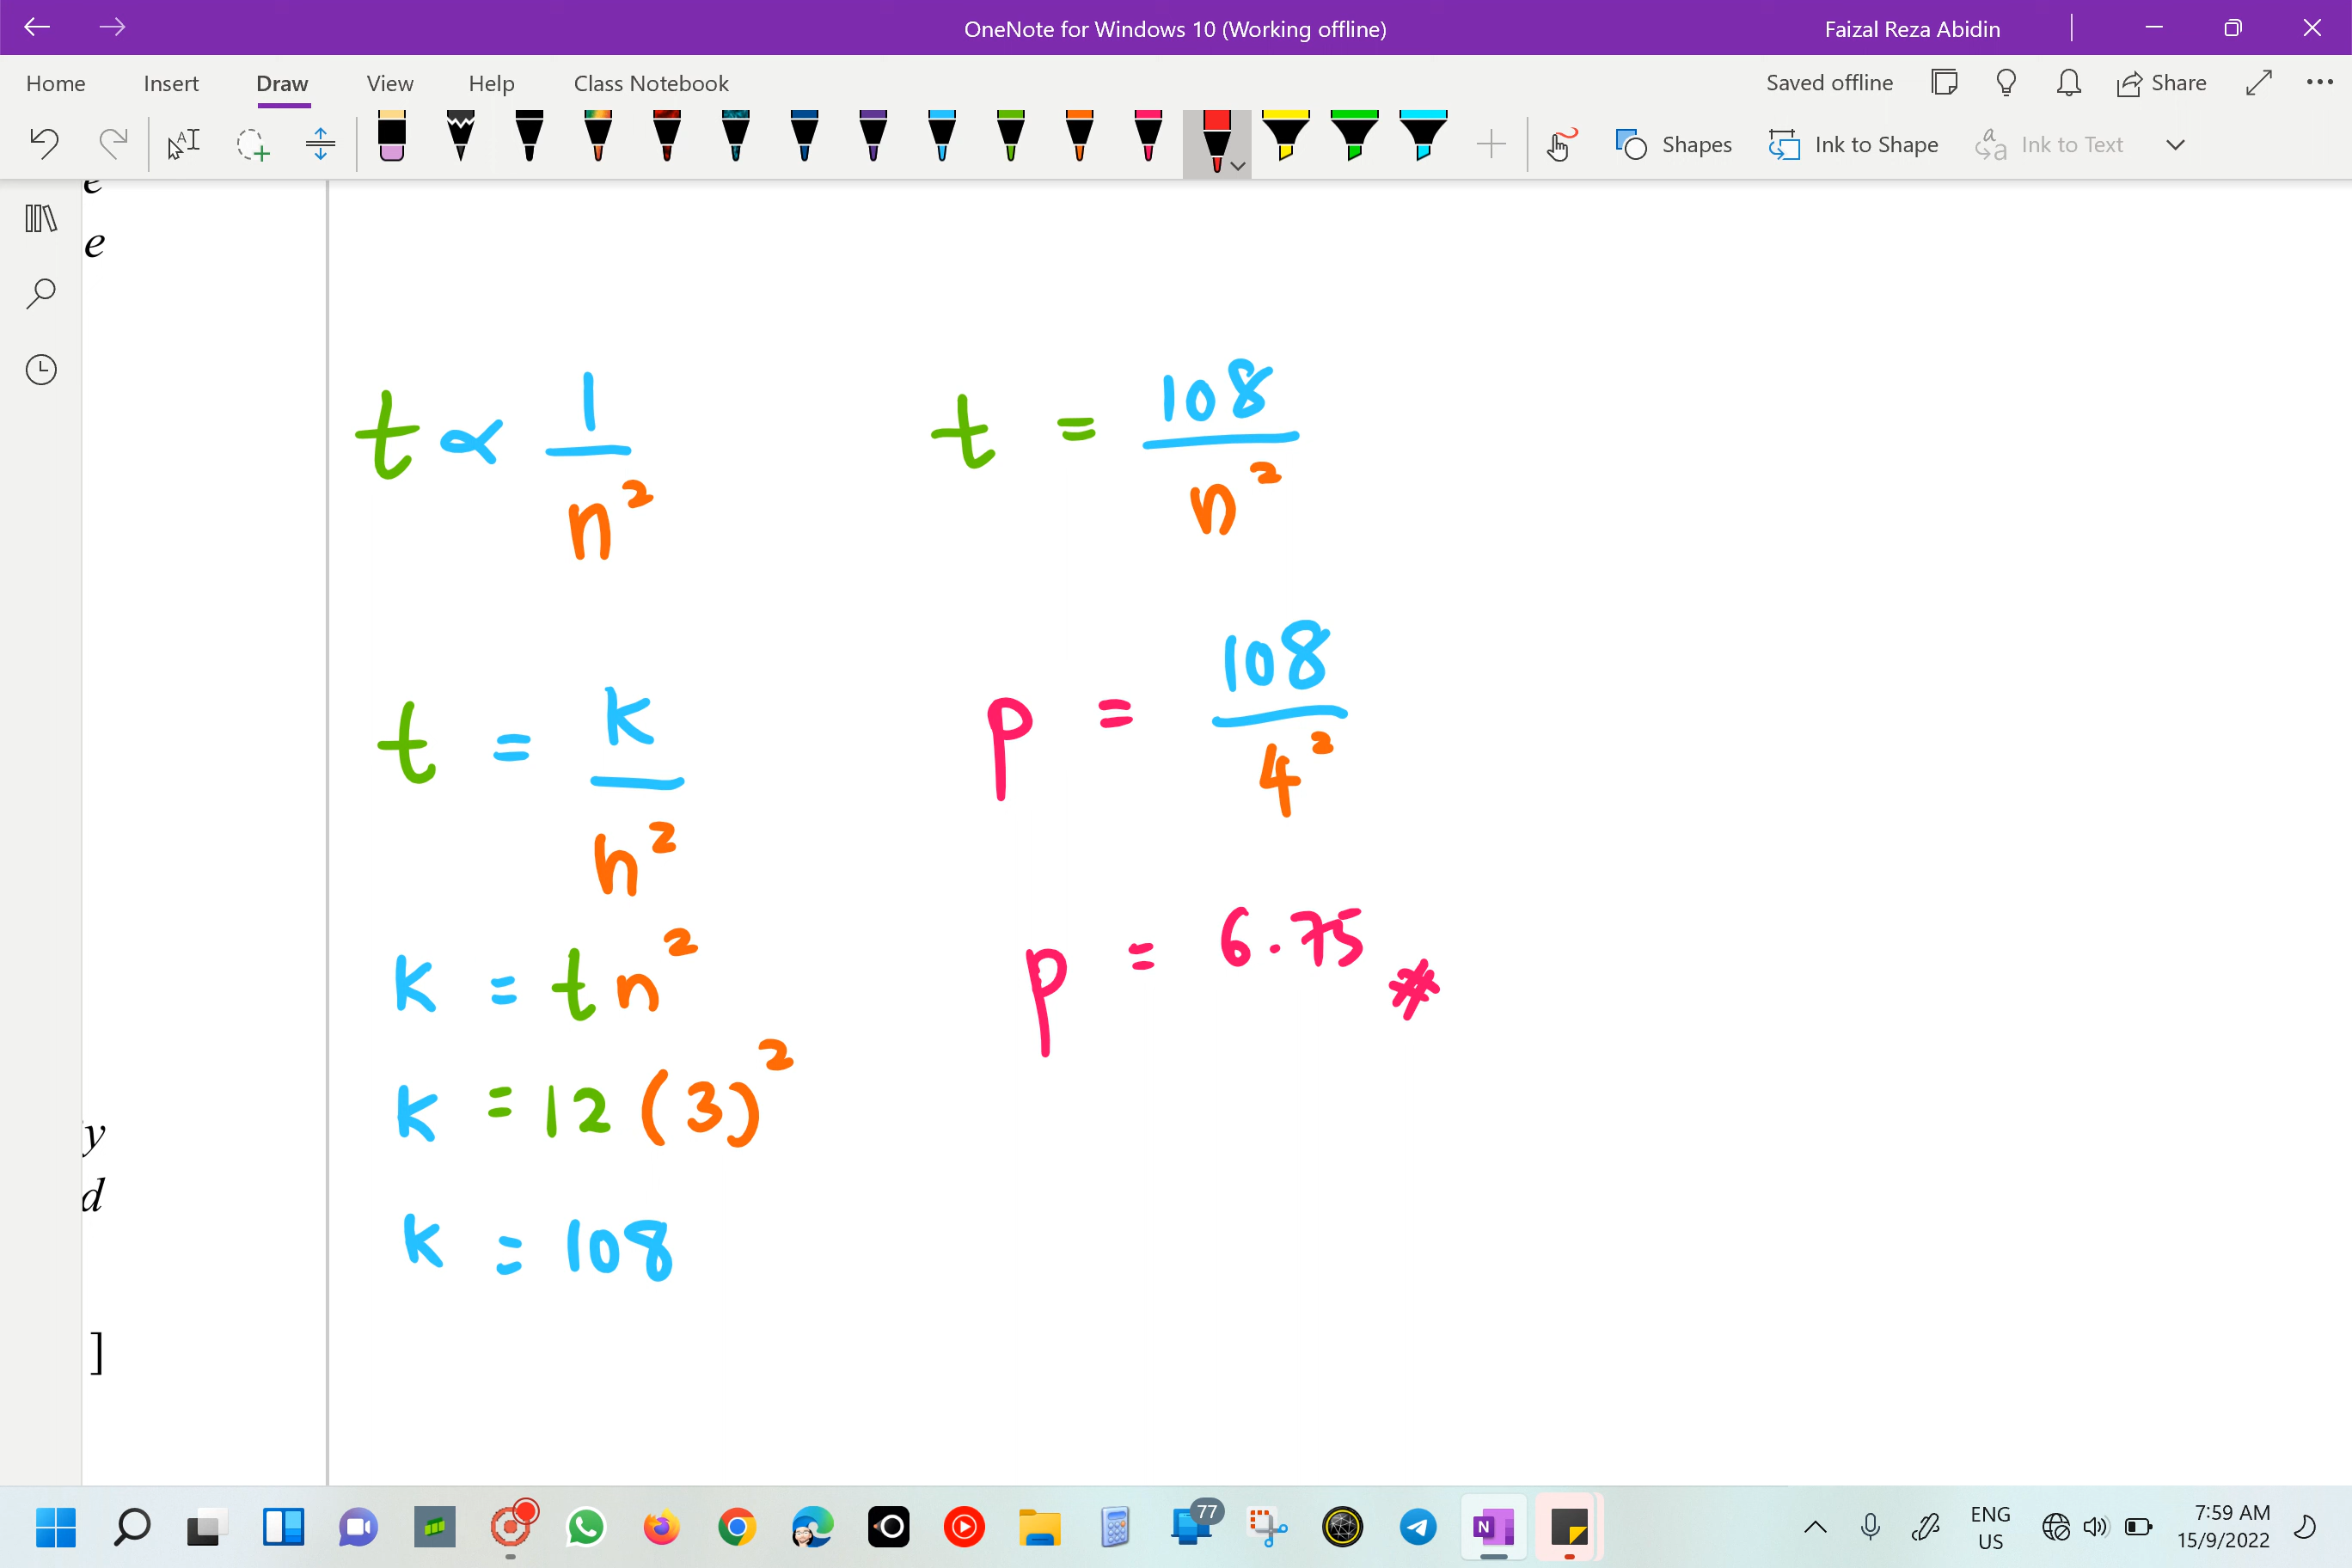 OneNote for Windows 10 (Working offline)
Faizal Reza Abidin
Home Insert Draw View Help Class Notebook
Saved offline Share
Shapes Ink to Shape Ink to Text
e
e
t ∝ 1/n²
t = k/n²
k = tn²
k = 12(3)²
k = 108
t = 108/n²
p = 108/4²
p = 6.75 #
y
d
]
77
ENG
US
7:59 AM
15/9/2022